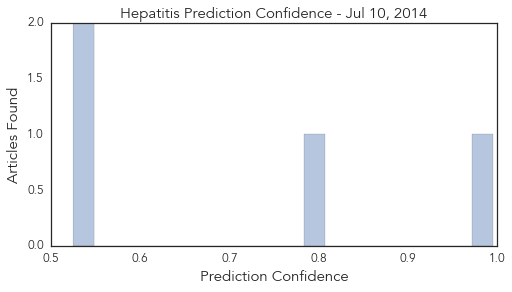 Hepatitis Prediction Confidence - Jul 10, 2014
2.0
1.5
1.0
0.5
0.0
Articles Found
0.5 0.6 0.7 0.8 0.9 1.0
Prediction Confidence